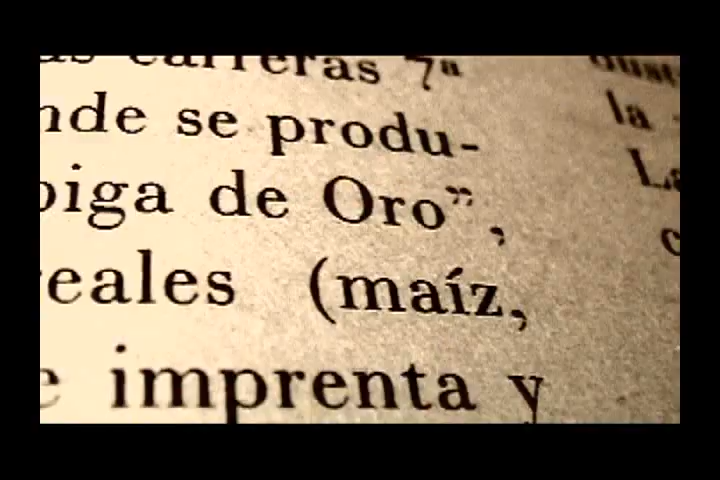 carreras 7ª
nde se produ-
piga de Oro”,
eales (maíz,
e imprenta y
la
La
c